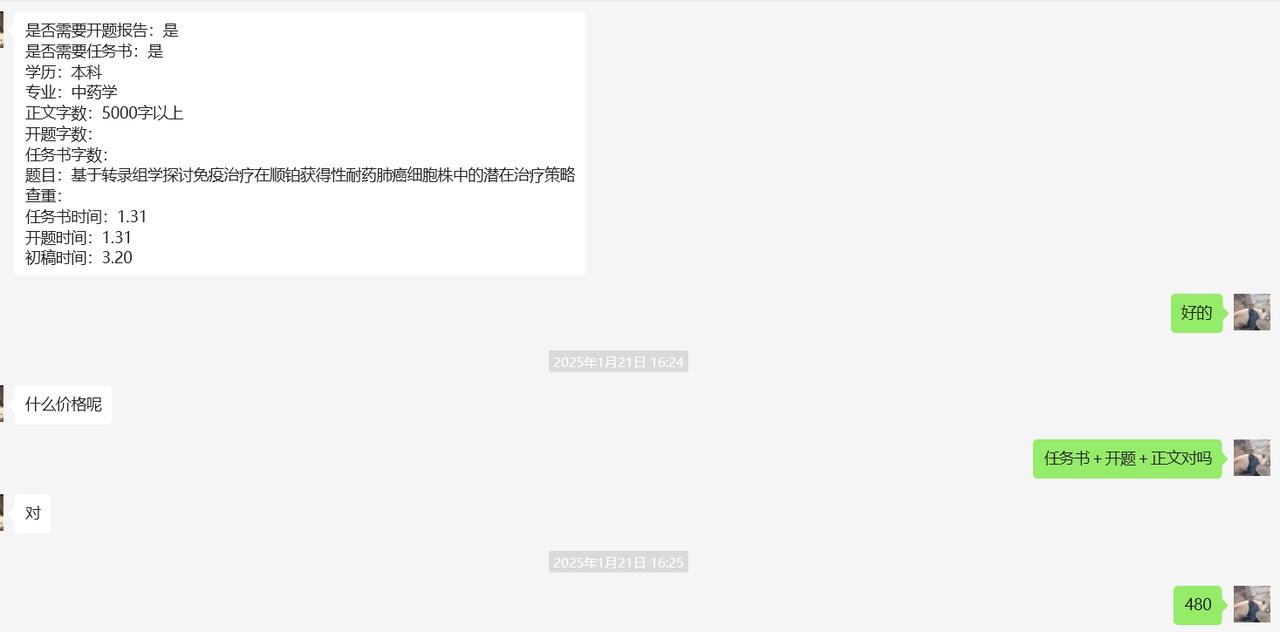 是否需要开题报告：是
是否需要任务书：是
学历：本科
专业：中药学
正文字数：5000字以上
开题字数：
任务书字数：
题目：基于转录组学探讨免疫治疗在顺铂获得性耐药肺癌细胞株中的潜在治疗策略
查重：
任务书时间：1.31
开题时间：1.31
初稿时间：3.20
好的
2025年1月21日 16:24
什么价格呢
任务书+开题+正文对吗
对
2025年1月21日 16:25
480